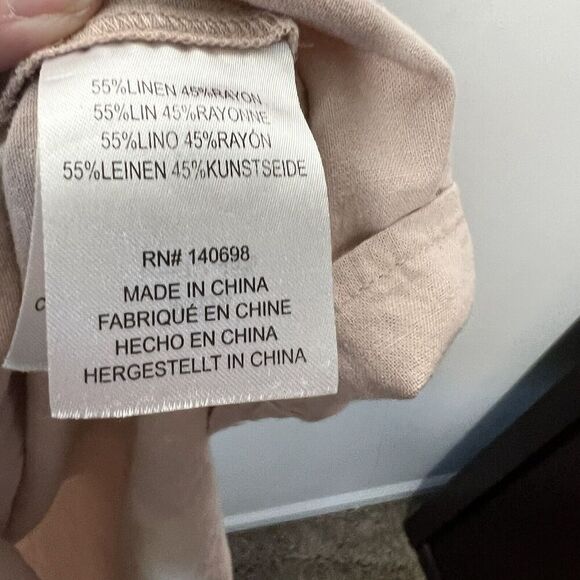 55%LINEN 45%RAYON
55%LIN 45%RAYONNE
55%LINO 45%RAYÓN
55%LEINEN 45%KUNSTSEIDE
RN# 140698
MADE IN CHINA
FABRIQUÉ EN CHINE
HECHO EN CHINA
HERGESTELLT IN CHINA